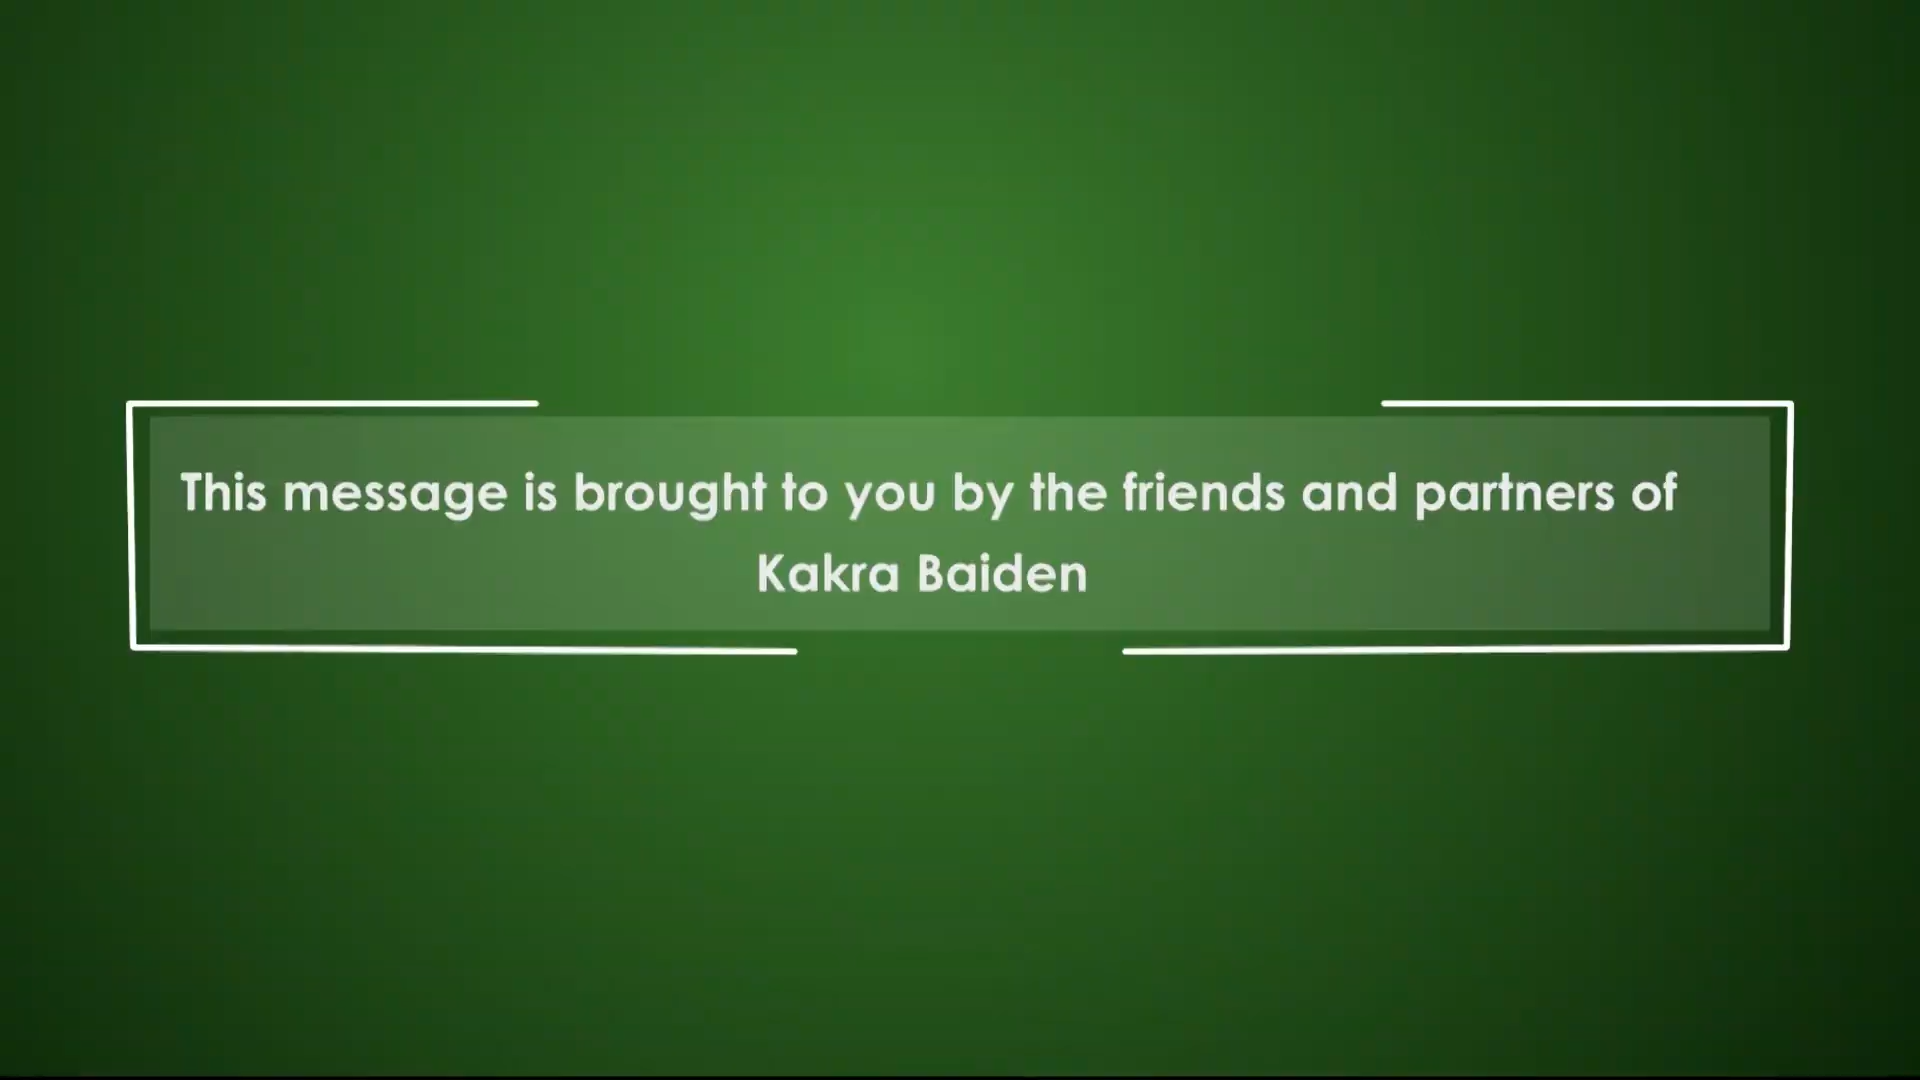 This message is brought to you by the friends and partners of
Kakra Baiden